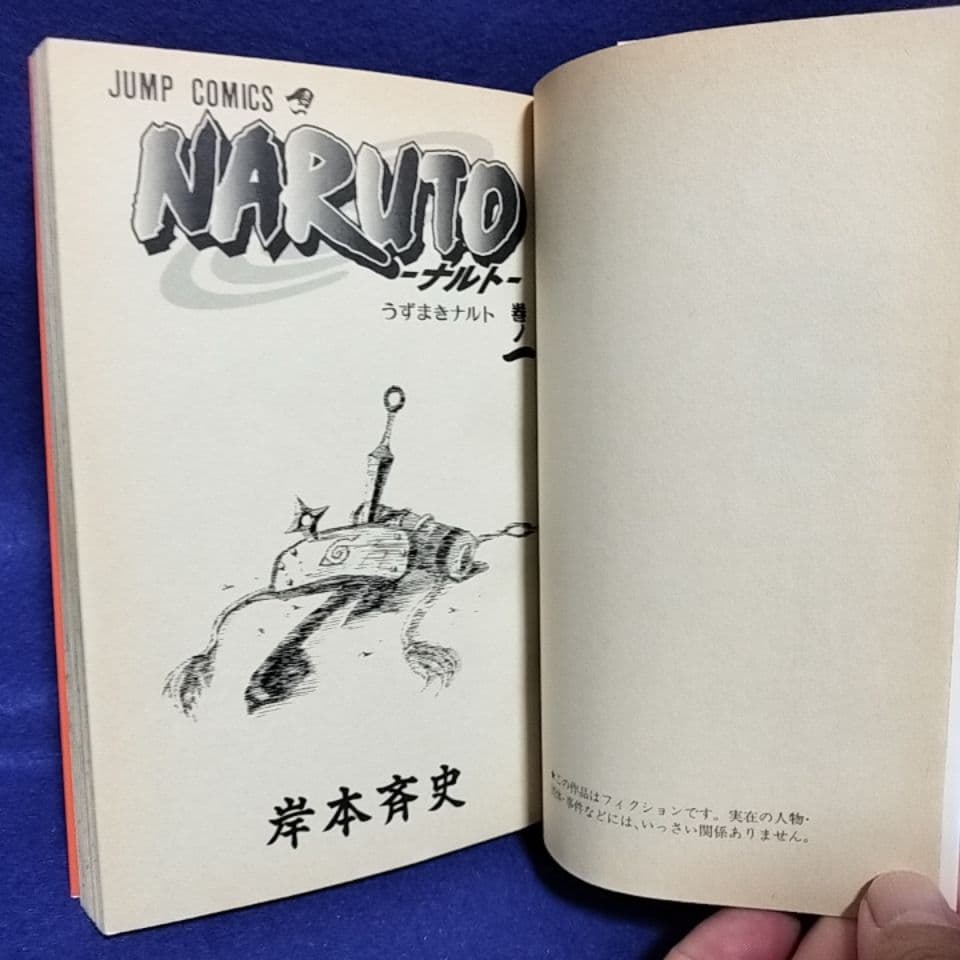 JUMP COMICS
NARUTO
-ナルト-
うずまきナルト 巻ノ一
岸本斉史
★この作品はフィクションです。実在の人物・
団体・事件などには、いっさい関係ありません。